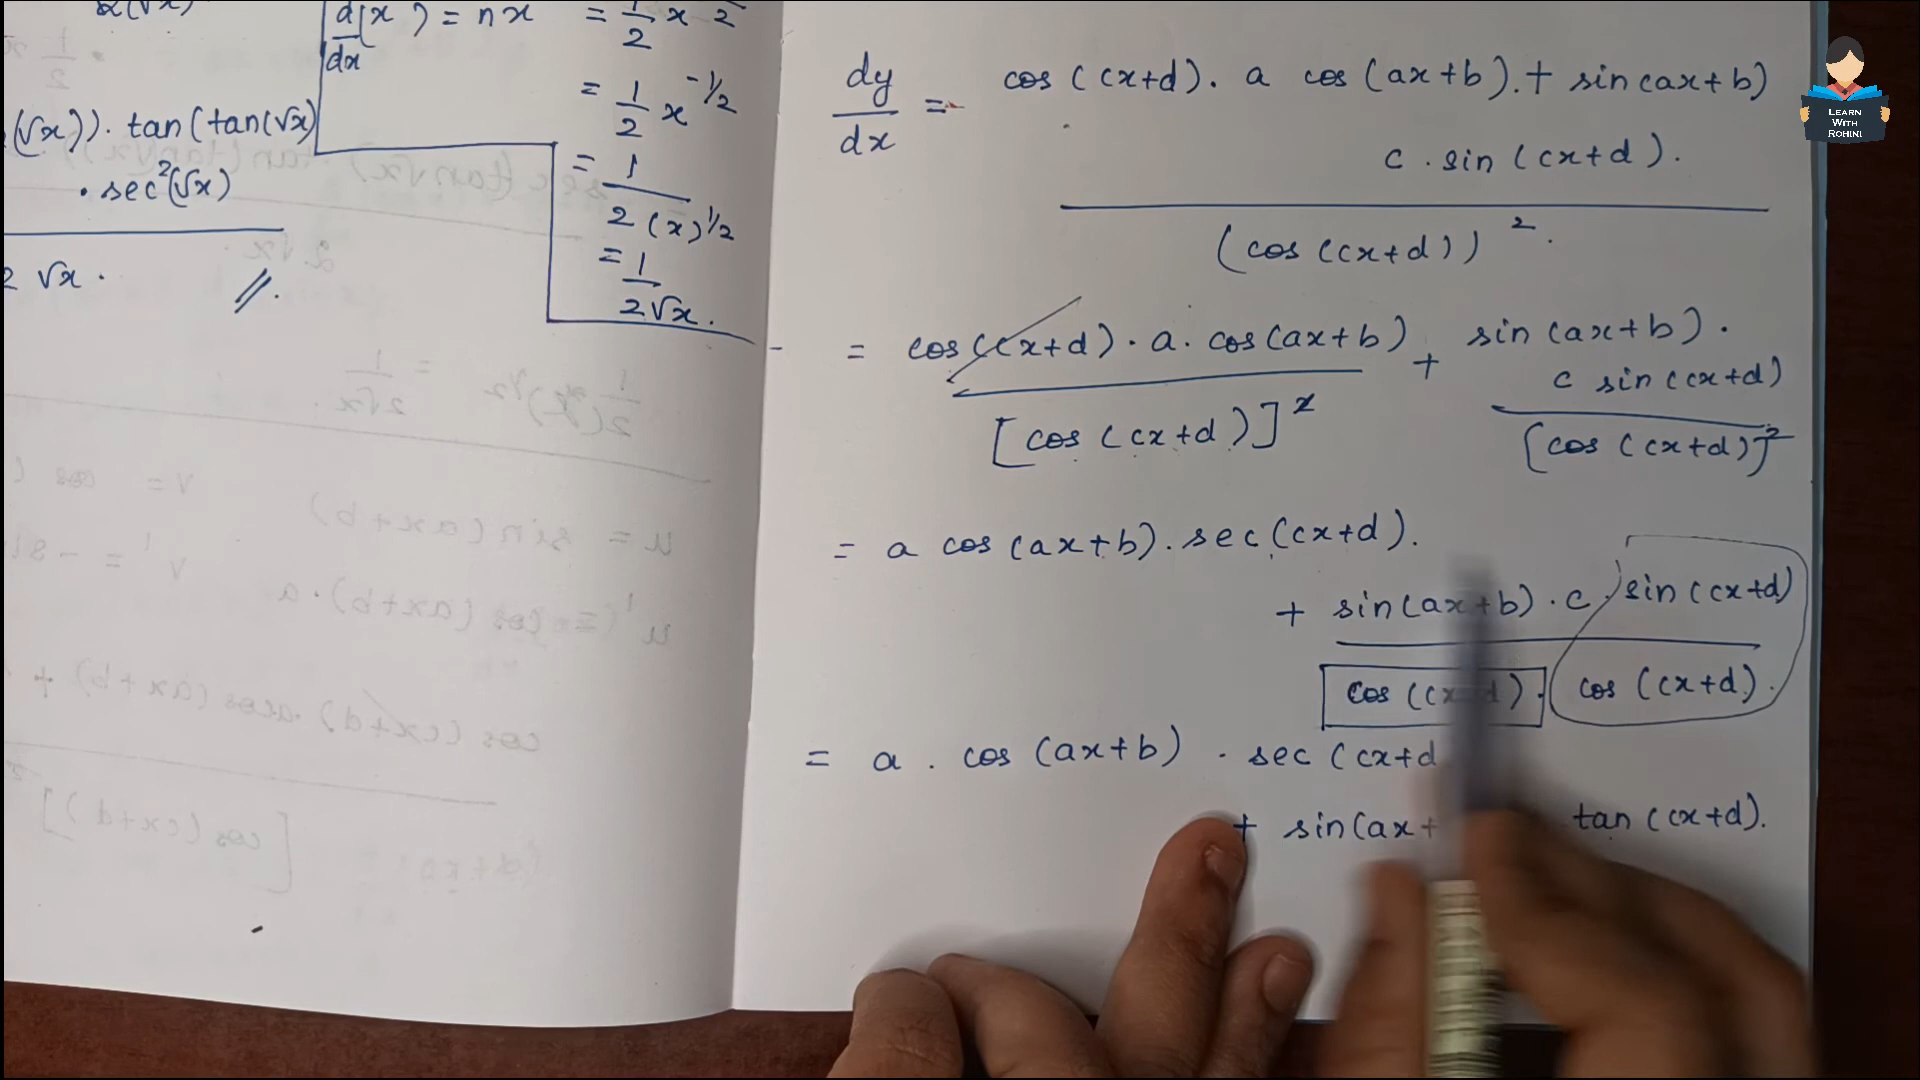 d/dx (x ) = nx
= 1/2 x
= 1/2 x^-1/2
= 1/2(x)^1/2
= 1/2√x.
(√x)). tan(tan(√x)
. sec²(√x)
2 √x .
//.
dy/dx = cos (cx+d). a cos(ax+b).+ sin(ax+b)
c . sin (cx+d).
(cos (cx+d))².
= cos (cx+d) . a. cos(ax+b) + sin (ax+b) .
c sin (cx+d)
[cos (cx+d)]² [cos (cx+d)]²
= a cos (ax+b). sec (cx+d).
+ sin(ax+b) . c . sin (cx+d)
cos (cx+d) . cos (cx+d).
= a . cos (ax+b) . sec (cx+d
+ sin(ax+ tan (cx+d).
LEARN
WITH
ROHINI